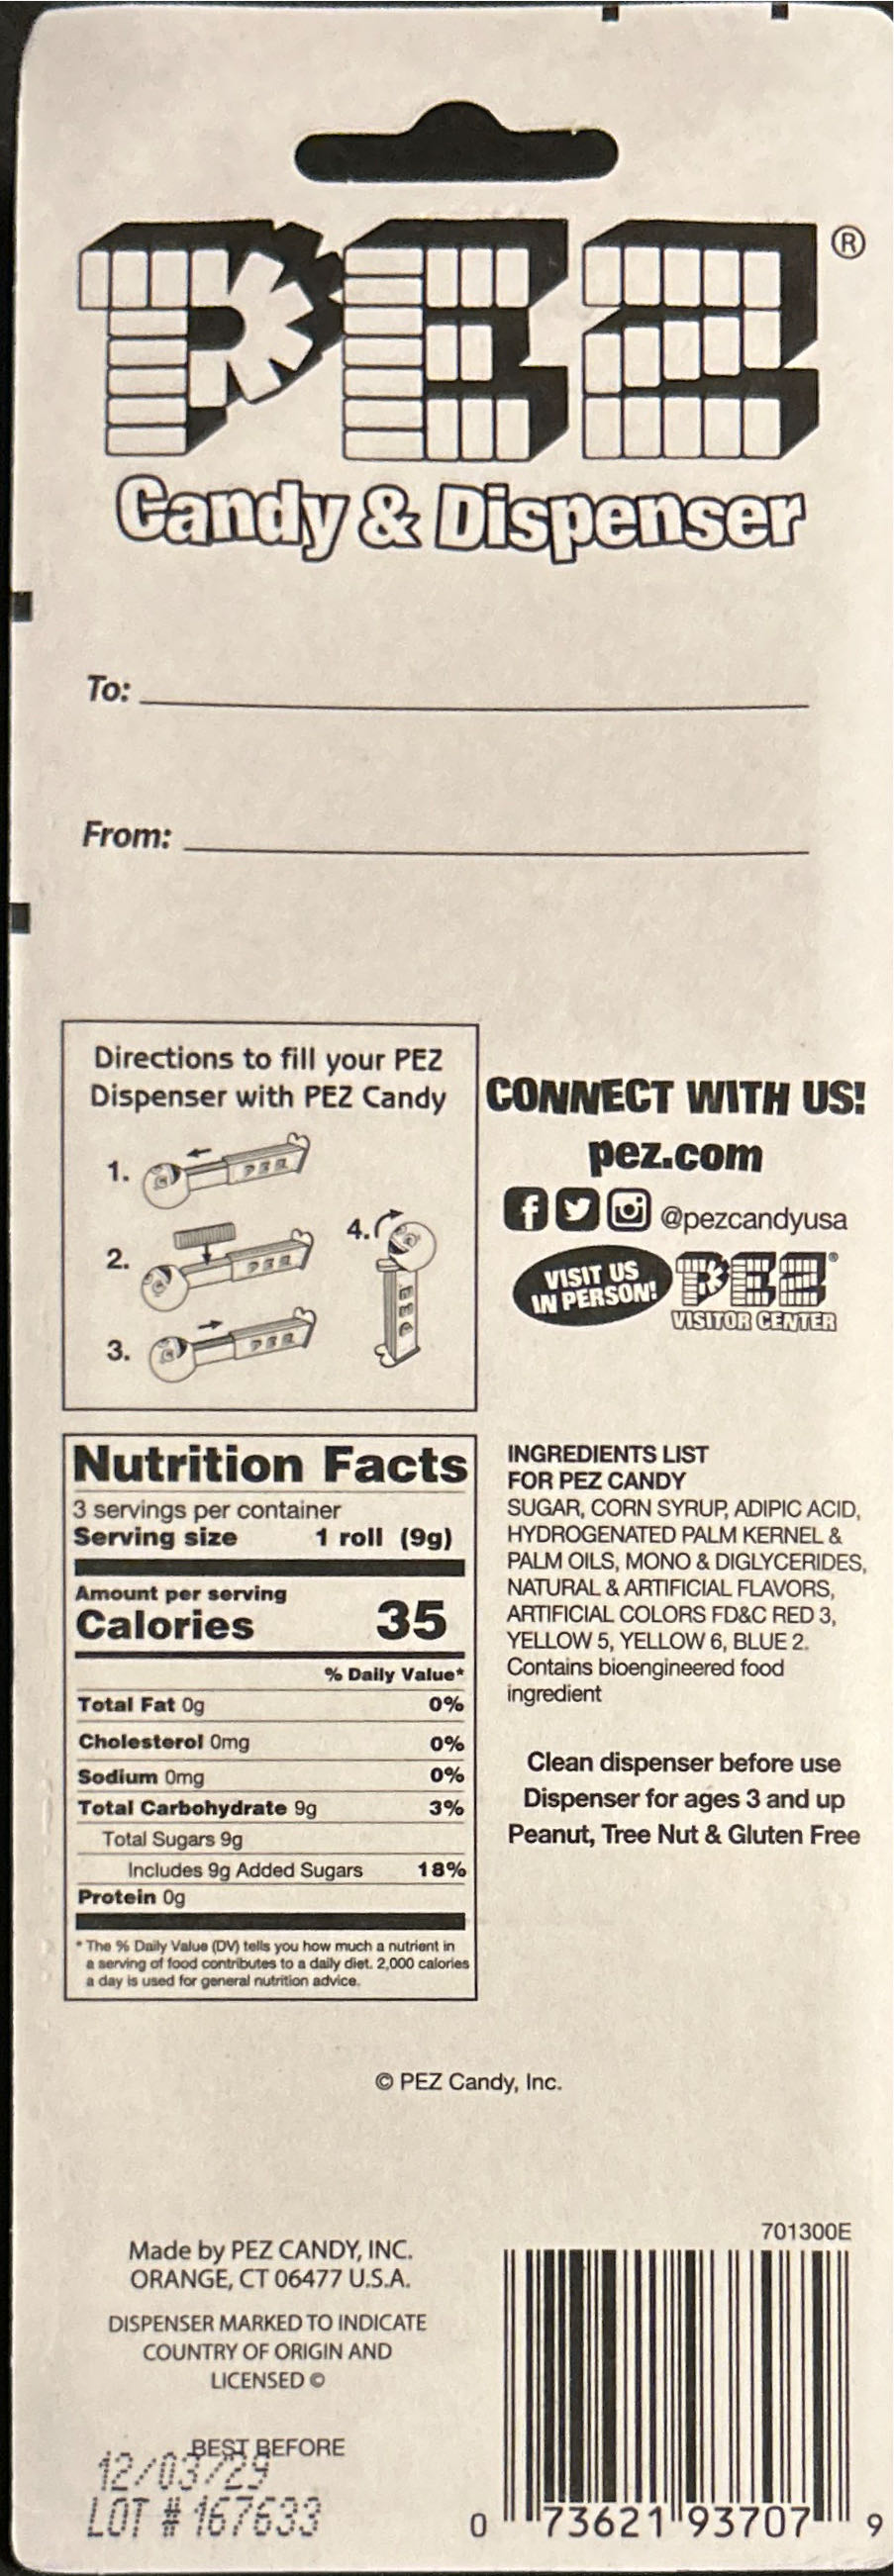 PEZ®
Candy & Dispenser
To:
From:
Directions to fill your PEZ
Dispenser with PEZ Candy
1.
PEZ
2.
PEZ
3.
PEZ
4.
PEZ
CONNECT WITH US!
pez.com
@pezcandyusa
VISIT US
IN PERSON!
PEZ®
VISITOR CENTER
Nutrition Facts
3 servings per container
Serving size 1 roll (9g)
Amount per serving
Calories 35
% Daily Value*
Total Fat 0g 0%
Cholesterol 0mg 0%
Sodium 0mg 0%
Total Carbohydrate 9g 3%
Total Sugars 9g
Includes 9g Added Sugars 18%
Protein 0g
* The % Daily Value (DV) tells you how much a nutrient in
a serving of food contributes to a daily diet. 2,000 calories
a day is used for general nutrition advice.
INGREDIENTS LIST
FOR PEZ CANDY
SUGAR, CORN SYRUP, ADIPIC ACID,
HYDROGENATED PALM KERNEL &
PALM OILS, MONO & DIGLYCERIDES,
NATURAL & ARTIFICIAL FLAVORS,
ARTIFICIAL COLORS FD&C RED 3,
YELLOW 5, YELLOW 6, BLUE 2.
Contains bioengineered food
ingredient
Clean dispenser before use
Dispenser for ages 3 and up
Peanut, Tree Nut & Gluten Free
© PEZ Candy, Inc.
Made by PEZ CANDY, INC.
ORANGE, CT 06477 U.S.A.
DISPENSER MARKED TO INDICATE
COUNTRY OF ORIGIN AND
LICENSED ©
BEST BEFORE
12/03/29
LOT # 167633
701300E
0 73621 93707 9